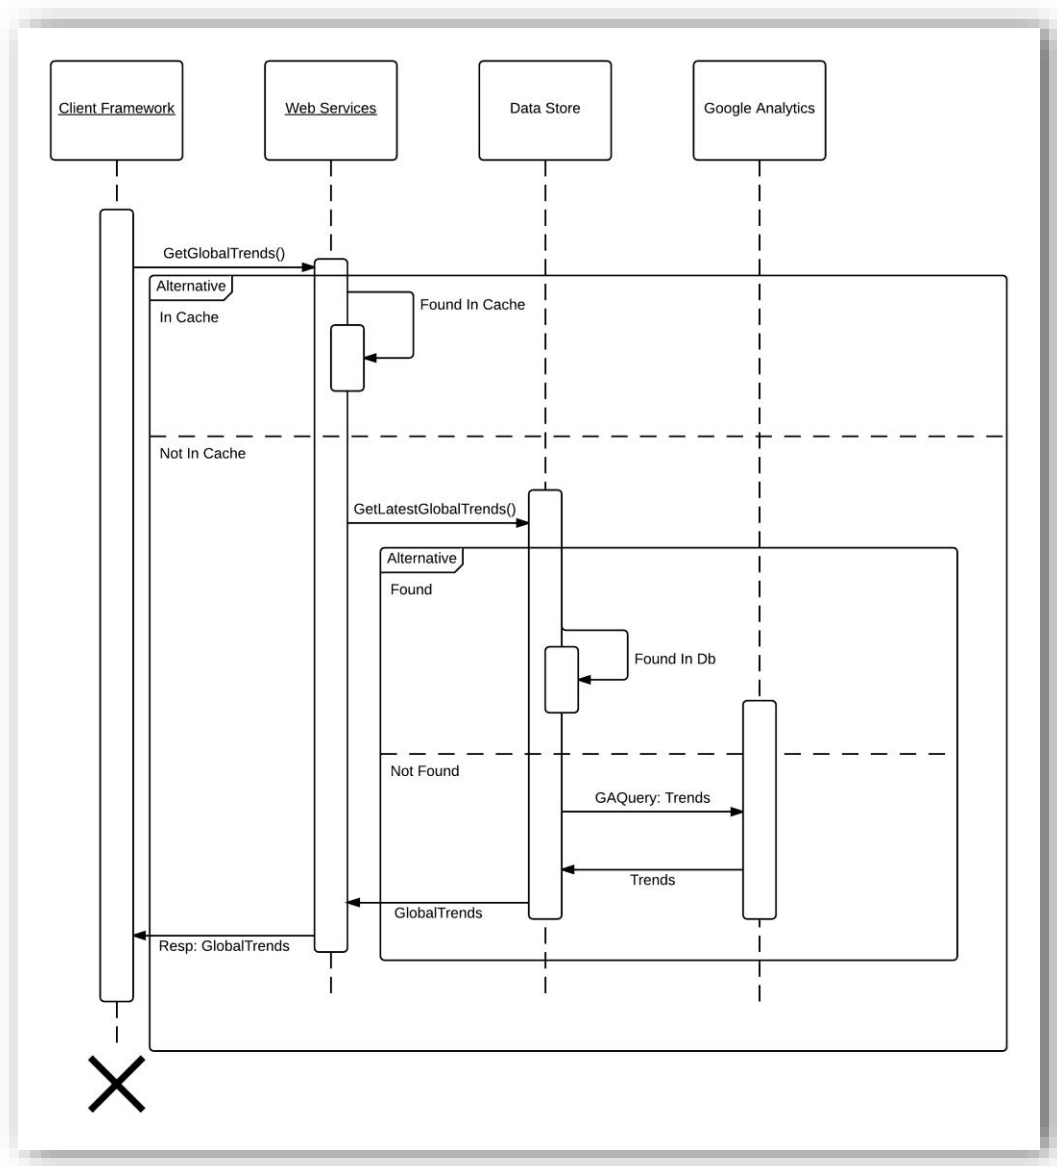 Client Framework
Web Services
Data Store
Google Analytics
GetGlobalTrends()
Alternative
Found In Cache
In Cache
Not In Cache
GetLatestGlobalTrends()
Alternative
Found
Found In Db
Not Found
GAQuery: Trends
Trends
GlobalTrends
Resp: GlobalTrends